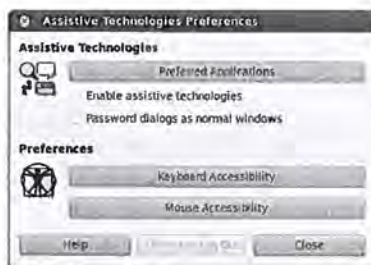 Assistive Technologies Preferences
Assistive Technologies
Preferred Applications
Enable assistive technologies
Password dialogs as normal windows
Preferences
Keyboard Accessibility
Mouse Accessibility
Help
Close